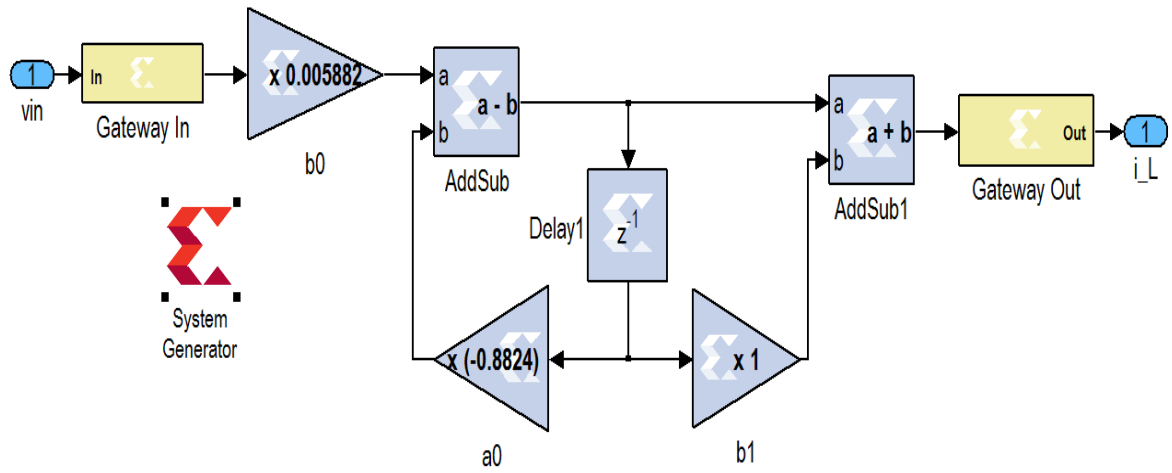 1
vin
In
Gateway In
x 0.005882
b0
a
b
a - b
AddSub
System
Generator
Delay1
z-1
x (-0.8824)
a0
x 1
b1
a
b
a + b
AddSub1
Out
Gateway Out
1
i_L